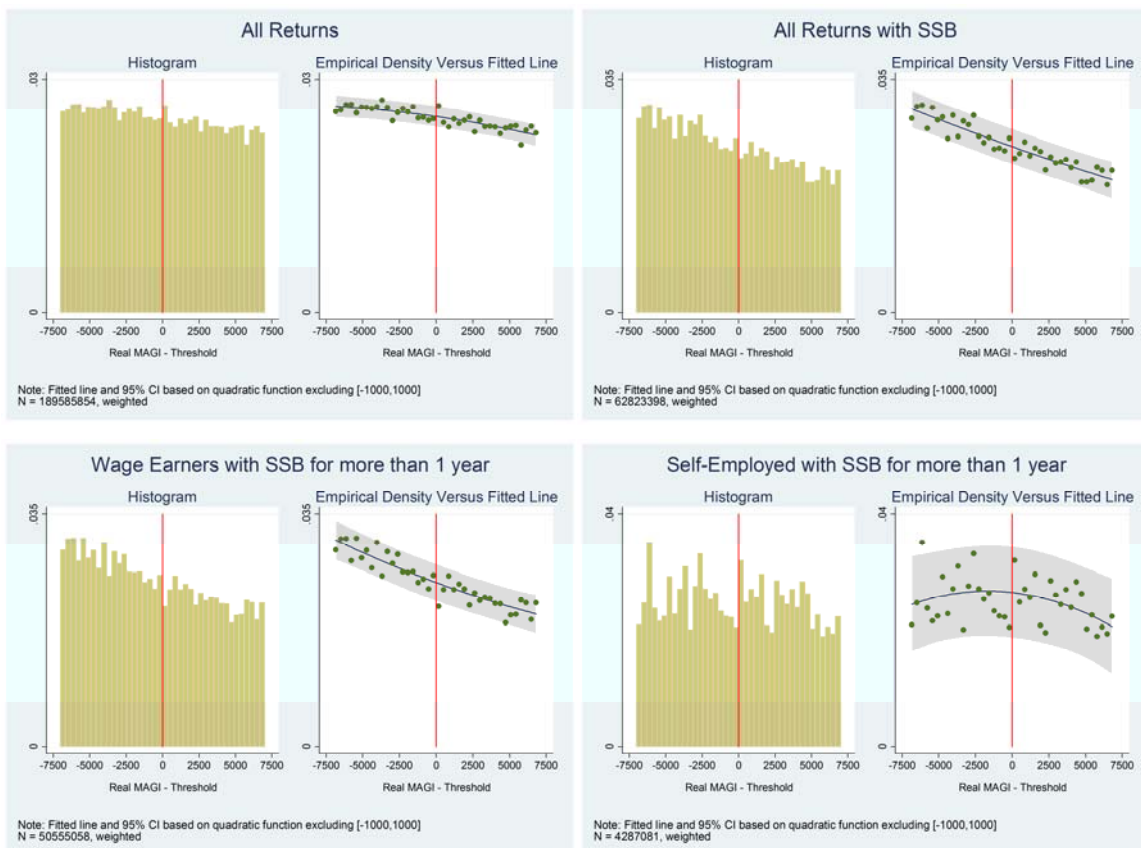 All Returns
Histogram
Empirical Density Versus Fitted Line
.03
0
-7500 -5000 -2500 0 2500 5000 7500
Real MAGI - Threshold
.03
0
-7500 -5000 -2500 0 2500 5000 7500
Real MAGI - Threshold
Note: Fitted line and 95% CI based on quadratic function excluding [-1000,1000]
N = 189585854, weighted
All Returns with SSB
Histogram
Empirical Density Versus Fitted Line
.035
0
-7500 -5000 -2500 0 2500 5000 7500
Real MAGI - Threshold
.035
0
-7500 -5000 -2500 0 2500 5000 7500
Real MAGI - Threshold
Note: Fitted line and 95% CI based on quadratic function excluding [-1000,1000]
N = 62823398, weighted
Wage Earners with SSB for more than 1 year
Histogram
Empirical Density Versus Fitted Line
.035
0
-7500 -5000 -2500 0 2500 5000 7500
Real MAGI - Threshold
.035
0
-7500 -5000 -2500 0 2500 5000 7500
Real MAGI - Threshold
Note: Fitted line and 95% CI based on quadratic function excluding [-1000,1000]
N = 50555058, weighted
Self-Employed with SSB for more than 1 year
Histogram
Empirical Density Versus Fitted Line
.04
0
-7500 -5000 -2500 0 2500 5000 7500
Real MAGI - Threshold
.04
0
-7500 -5000 -2500 0 2500 5000 7500
Real MAGI - Threshold
Note: Fitted line and 95% CI based on quadratic function excluding [-1000,1000]
N = 4287081, weighted